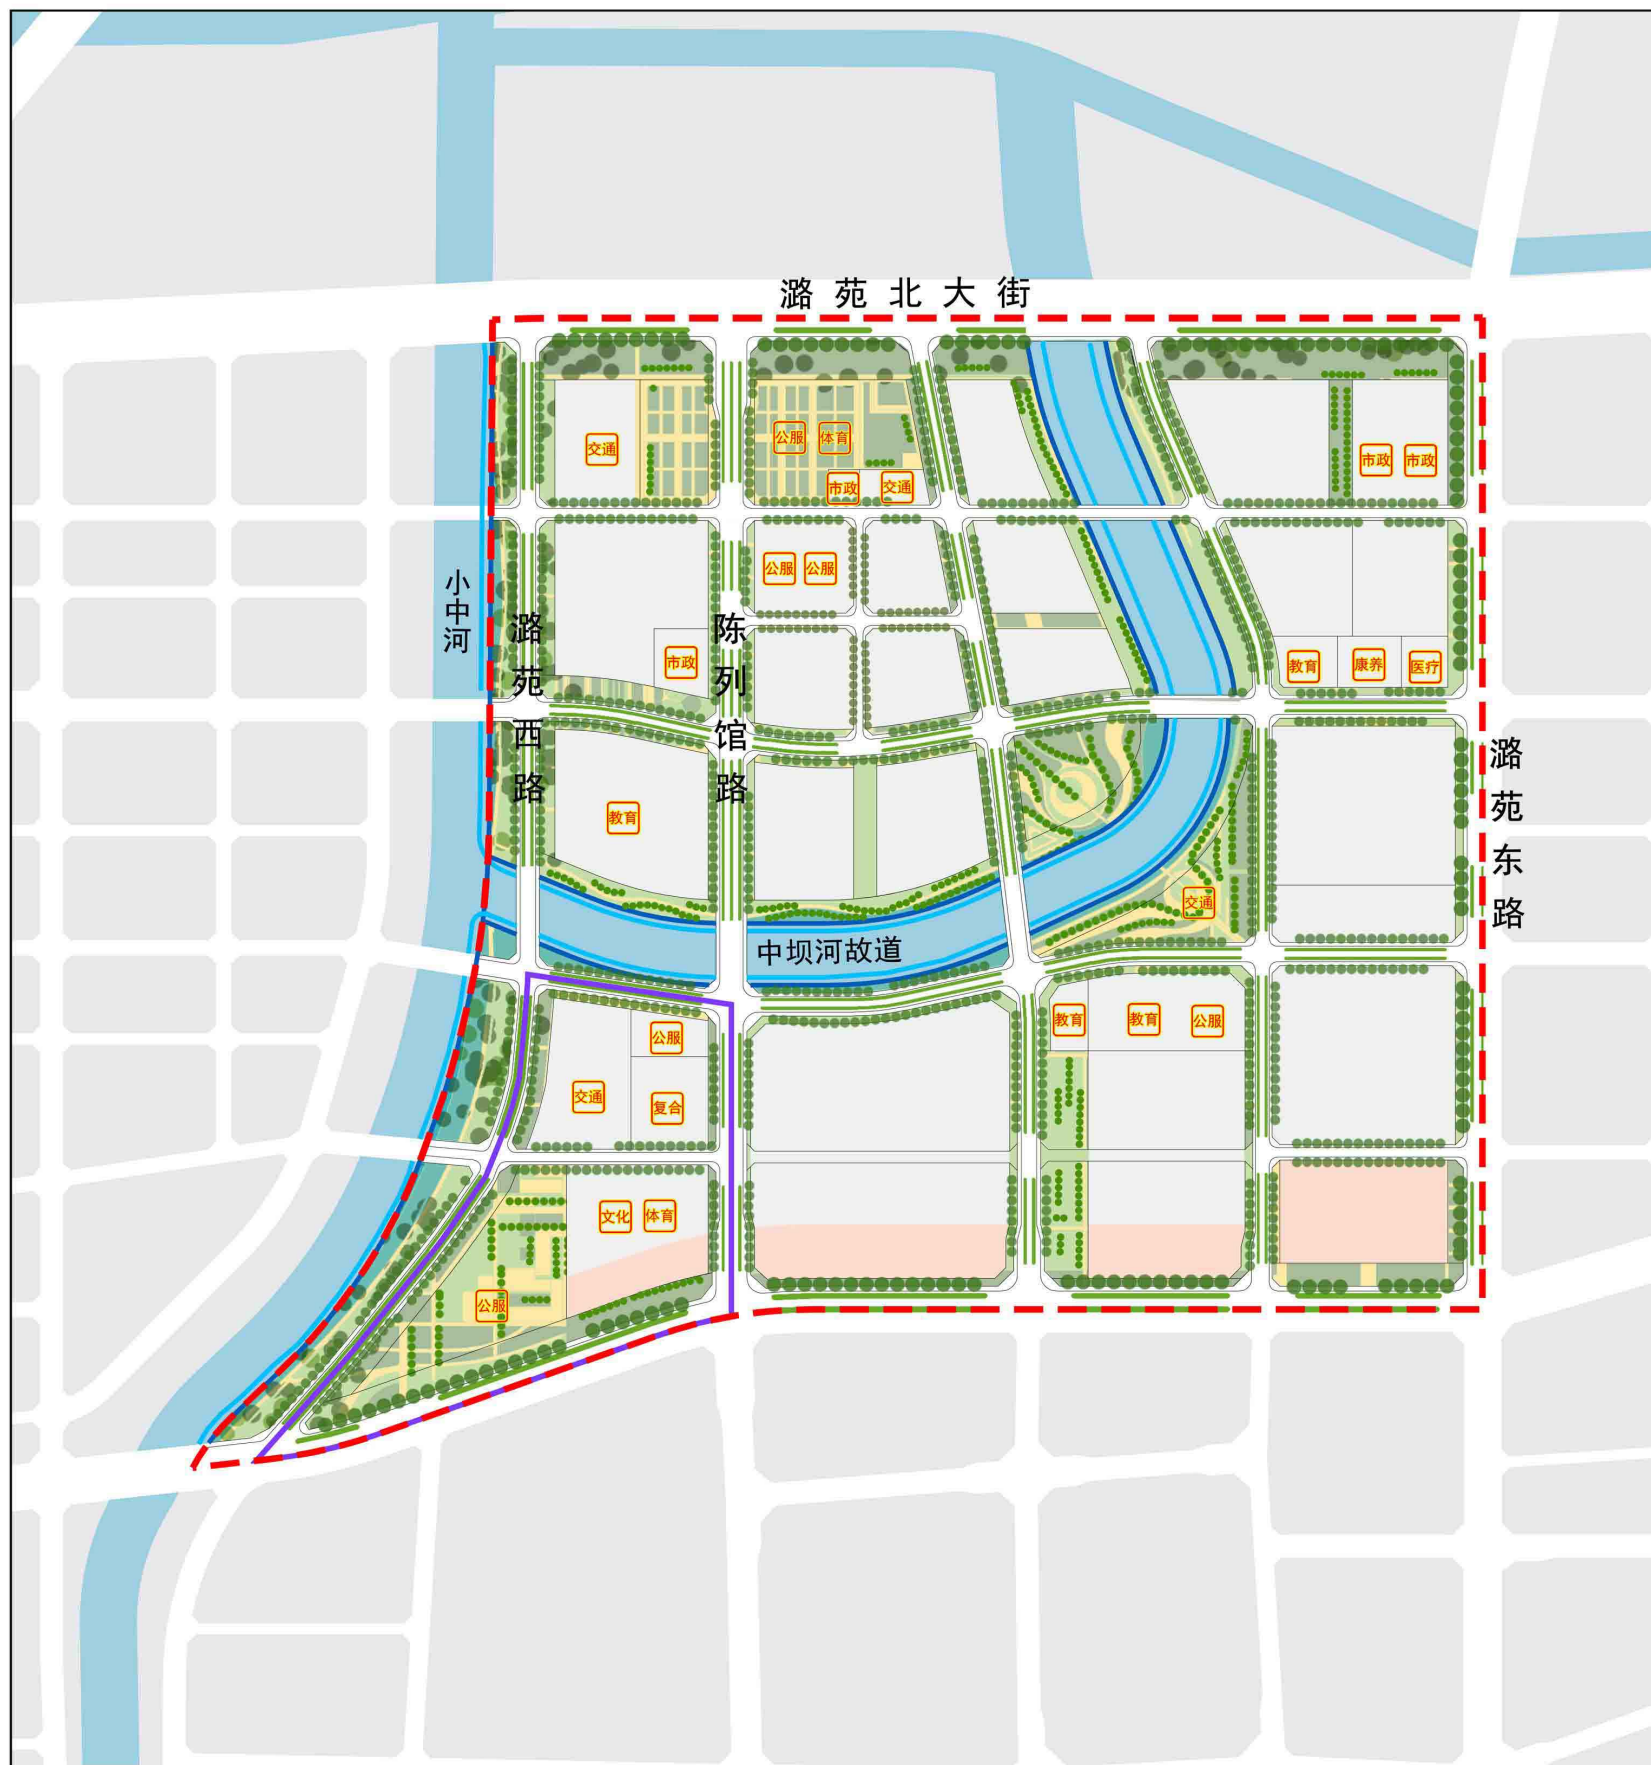 潞苑北大街
交通
公服
体育
市政
交通
市政
市政
公服
公服
小中河
潞苑西路
陈列馆路
市政
教育
康养
医疗
潞苑东路
教育
交通
中坝河故道
公服
交通
复合
教育
教育
公服
文化
体育
公服